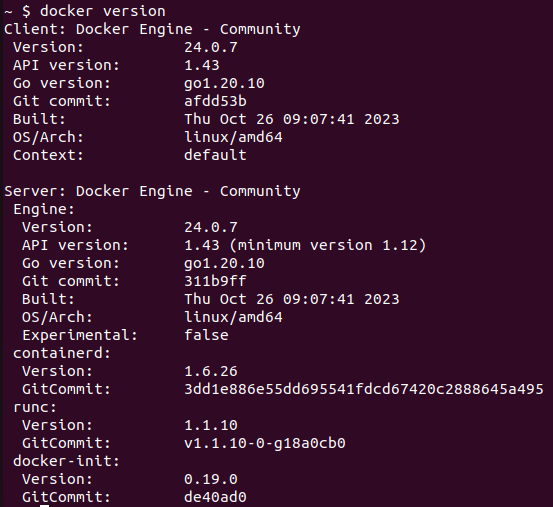 ~ $ docker version
Client: Docker Engine - Community
 Version:           24.0.7
 API version:       1.43
 Go version:        go1.20.10
 Git commit:        afdd53b
 Built:             Thu Oct 26 09:07:41 2023
 OS/Arch:           linux/amd64
 Context:           default

Server: Docker Engine - Community
 Engine:
  Version:          24.0.7
  API version:      1.43 (minimum version 1.12)
  Go version:       go1.20.10
  Git commit:       311b9ff
  Built:            Thu Oct 26 09:07:41 2023
  OS/Arch:          linux/amd64
  Experimental:     false
 containerd:
  Version:          1.6.26
  GitCommit:        3dd1e886e55dd695541fdcd67420c2888645a495
 runc:
  Version:          1.1.10
  GitCommit:        v1.1.10-0-g18a0cb0
 docker-init:
  Version:          0.19.0
  GitCommit:        de40ad0